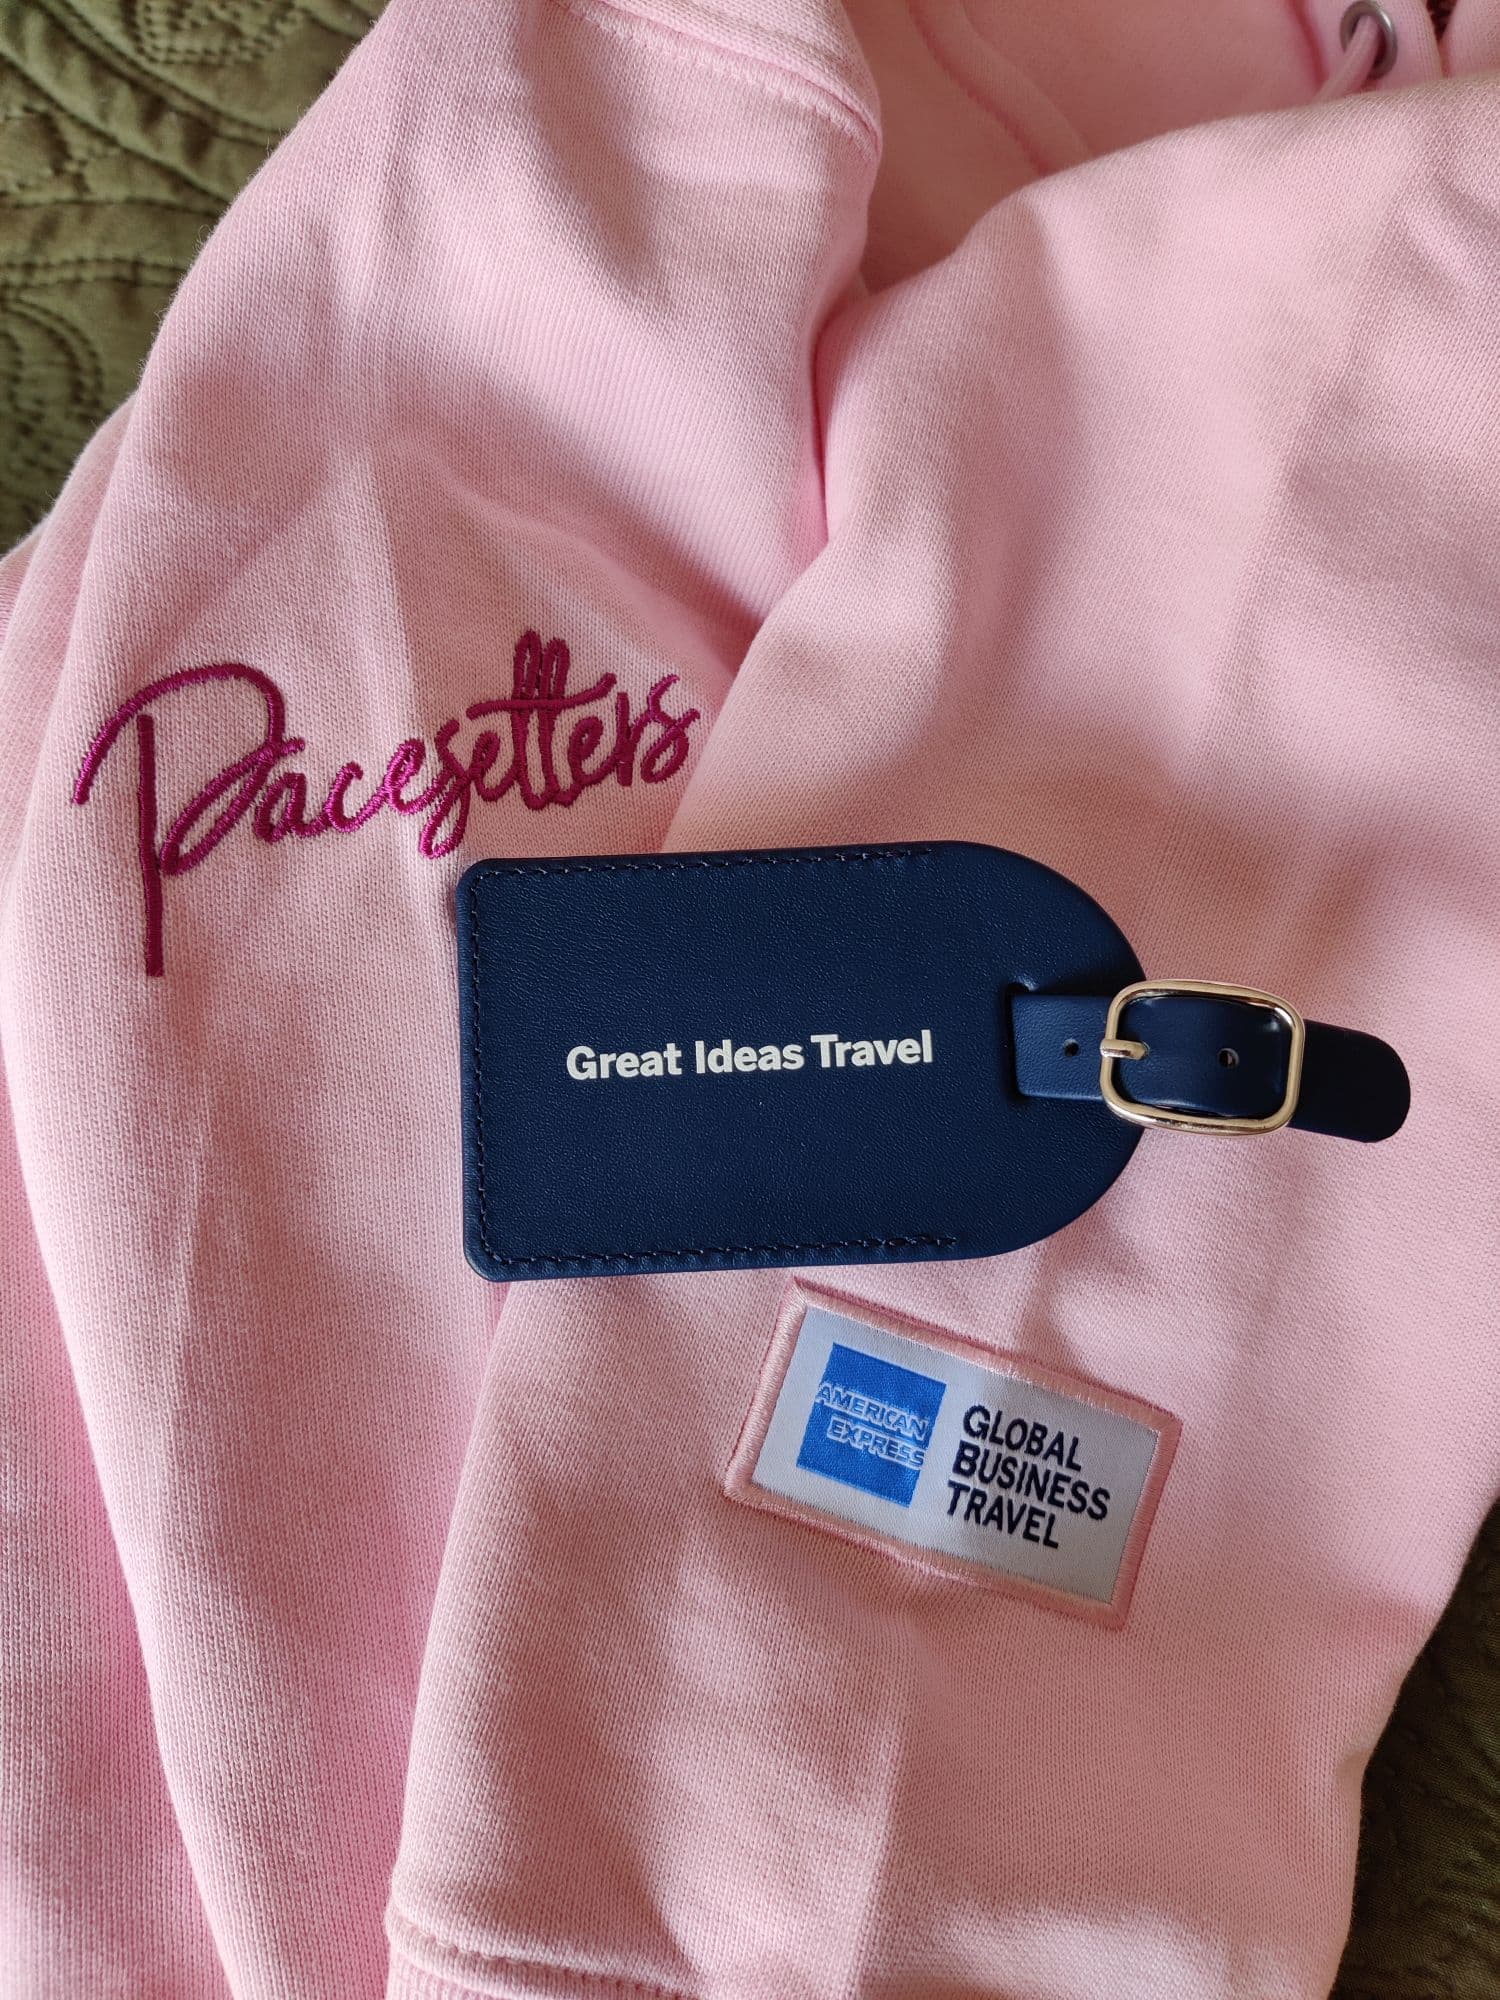 Pacesetters
Great Ideas Travel
AMERICAN
EXPRESS
GLOBAL
BUSINESS
TRAVEL